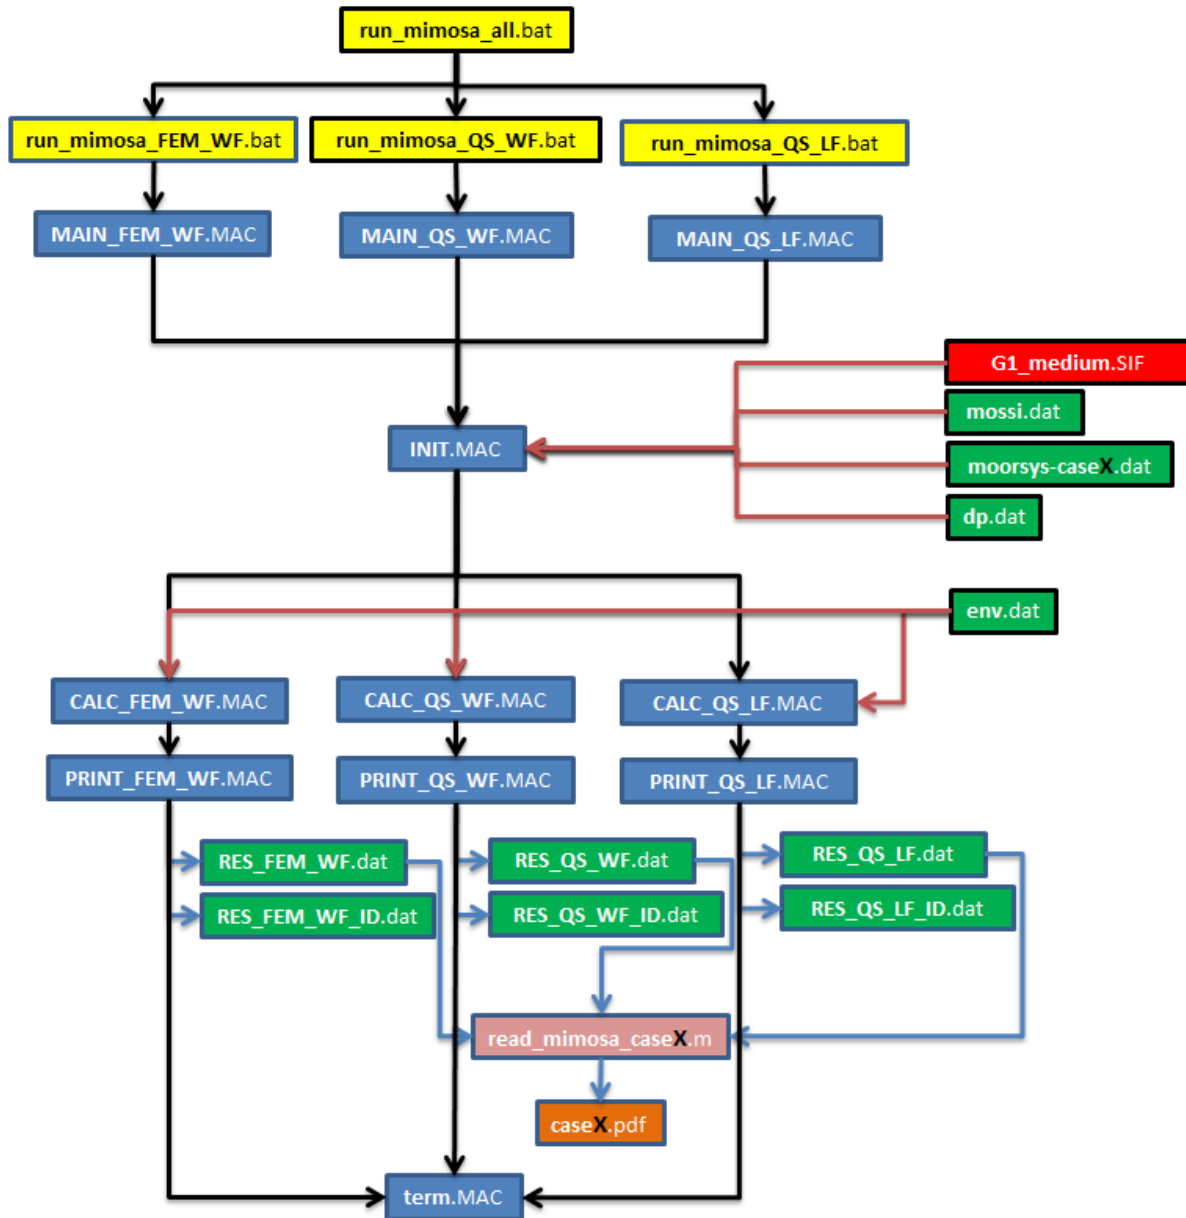 run_mimosa_all.bat
run_mimosa_FEM_WF.bat
run_mimosa_QS_WF.bat
run_mimosa_QS_LF.bat
MAIN_FEM_WF.MAC
MAIN_QS_WF.MAC
MAIN_QS_LF.MAC
G1_medium.SIF
mossi.dat
INIT.MAC
moorsys-caseX.dat
dp.dat
env.dat
CALC_FEM_WF.MAC
CALC_QS_WF.MAC
CALC_QS_LF.MAC
PRINT_FEM_WF.MAC
PRINT_QS_WF.MAC
PRINT_QS_LF.MAC
RES_FEM_WF.dat
RES_QS_WF.dat
RES_QS_LF.dat
RES_FEM_WF_ID.dat
RES_QS_WF_ID.dat
RES_QS_LF_ID.dat
read_mimosa_caseX.m
caseX.pdf
term.MAC